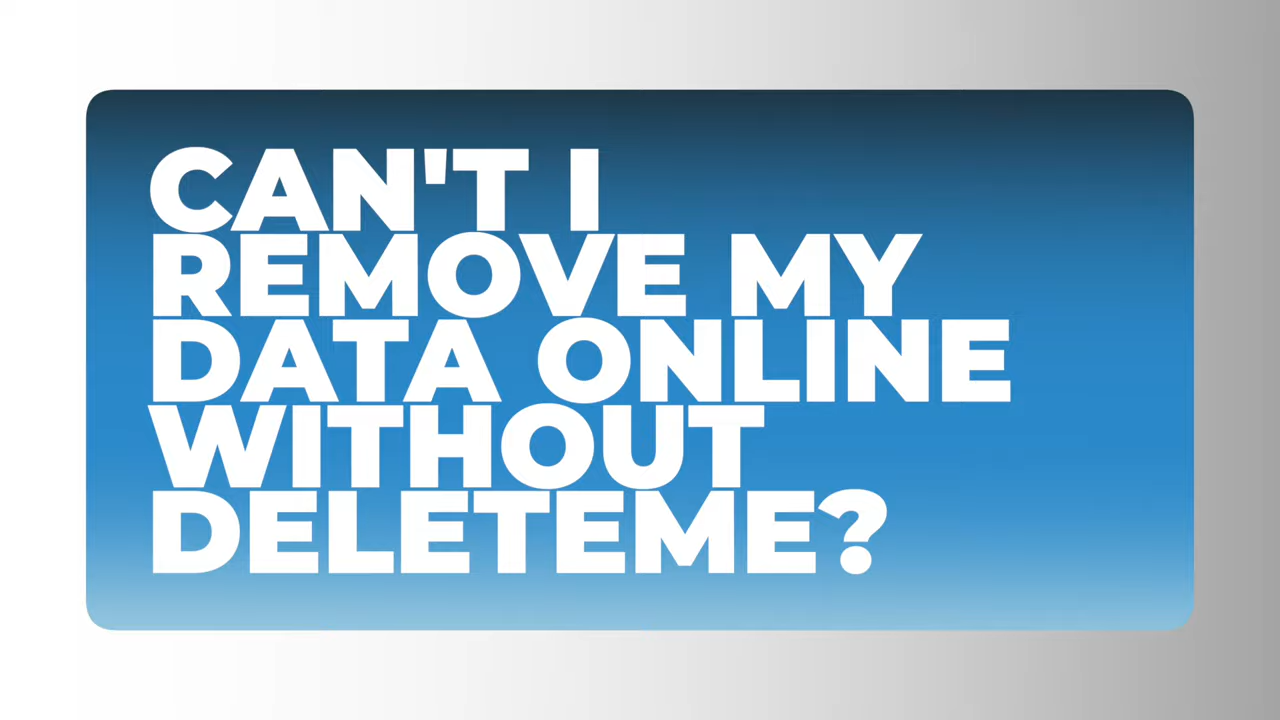 CAN'T I
REMOVE MY
DATA ONLINE
WITHOUT
DELETEME?